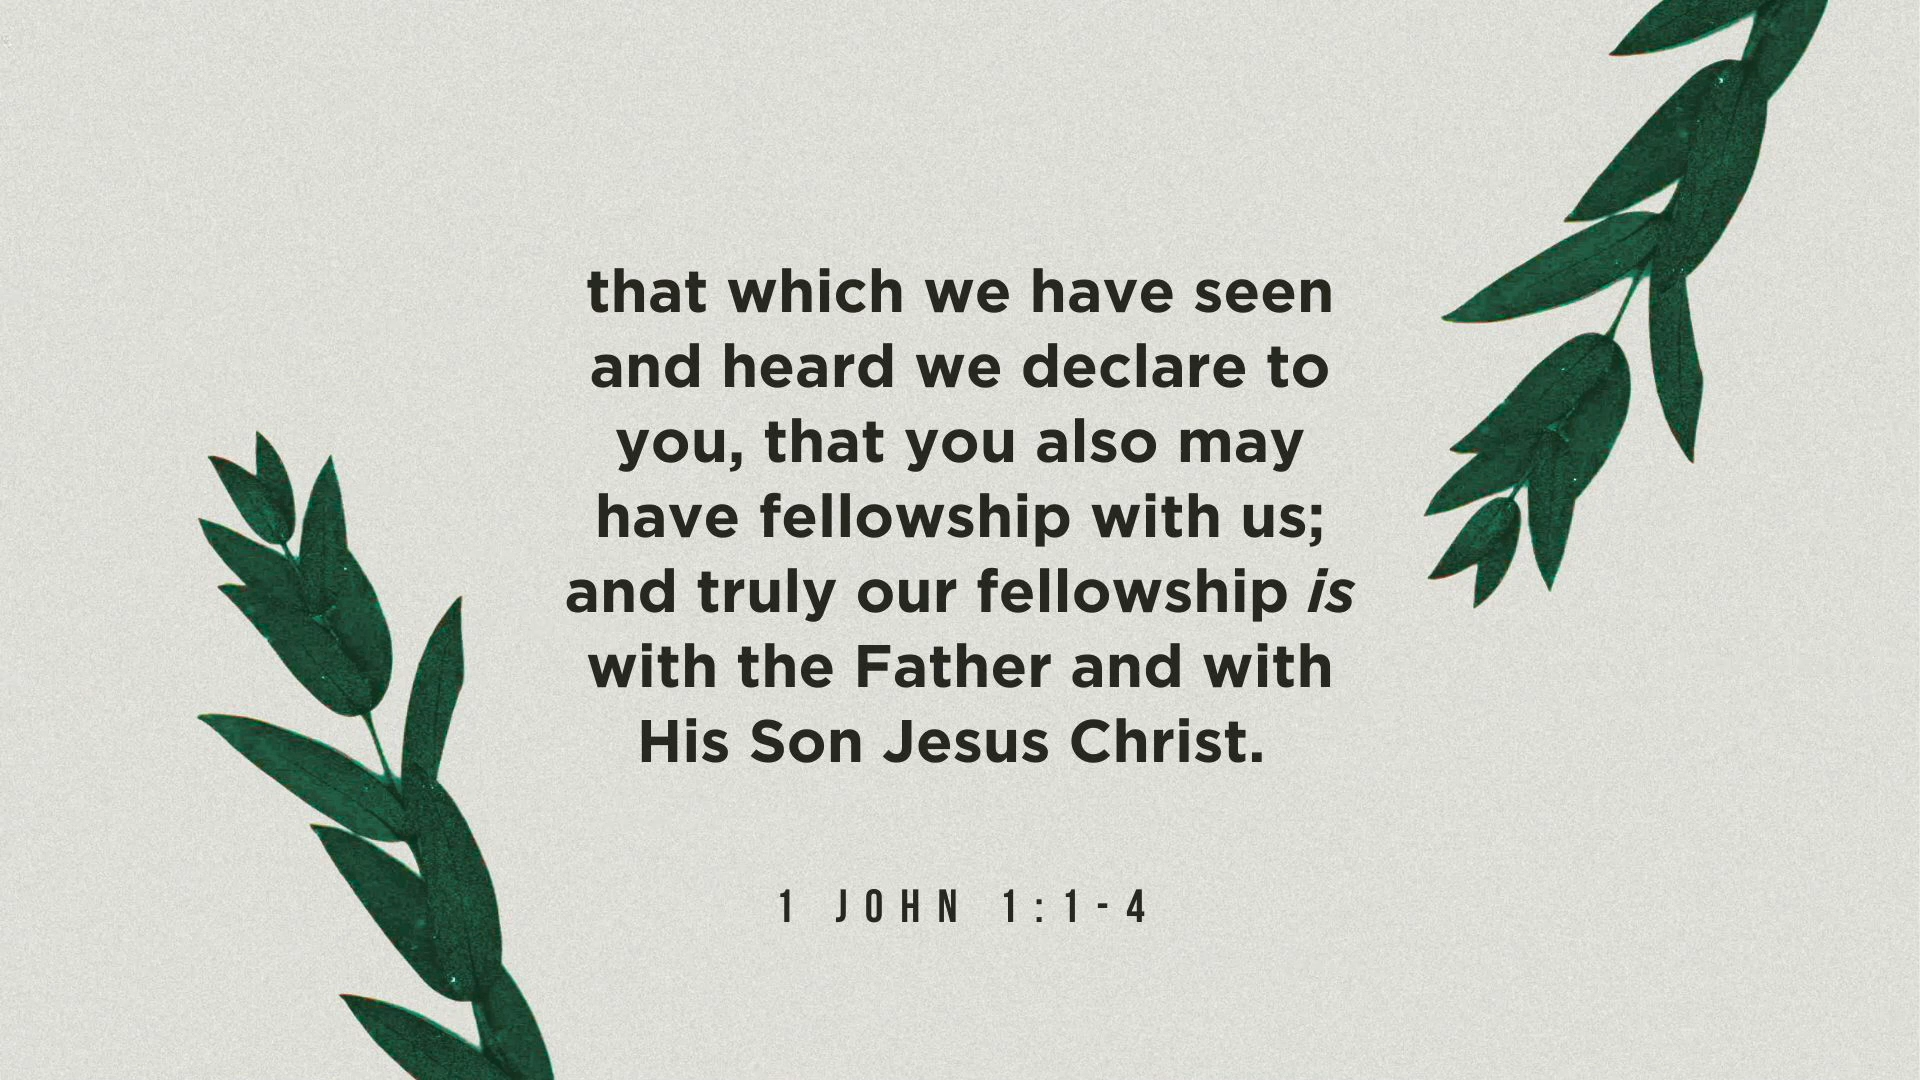 that which we have seen
and heard we declare to
you, that you also may
have fellowship with us;
and truly our fellowship is
with the Father and with
His Son Jesus Christ.
1 JOHN 1:1-4